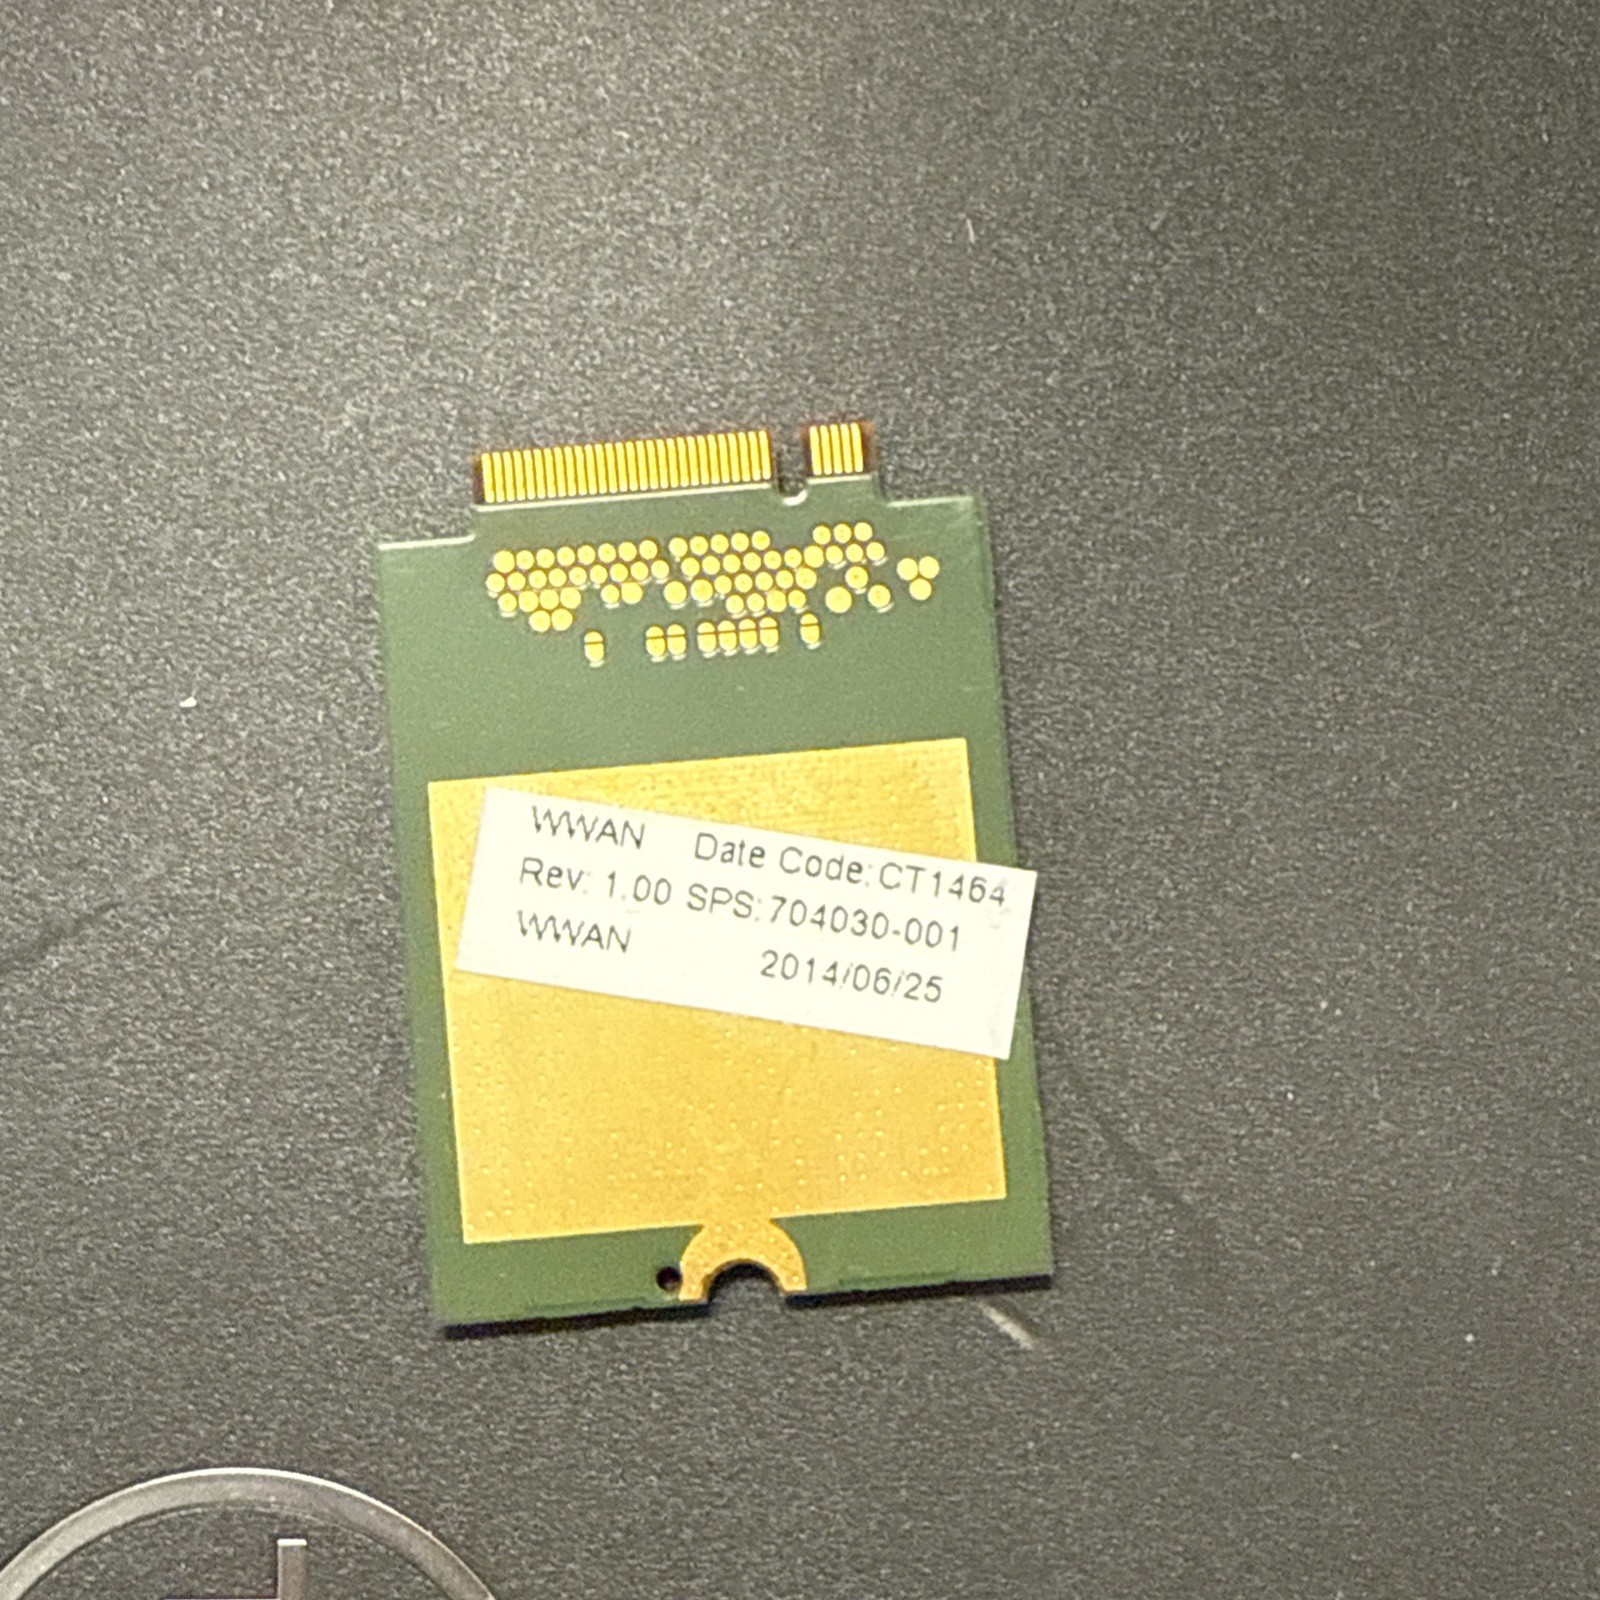 WWAN Date Code:CT1464
Rev: 1.00 SPS:704030-001
WWAN 2014/06/25